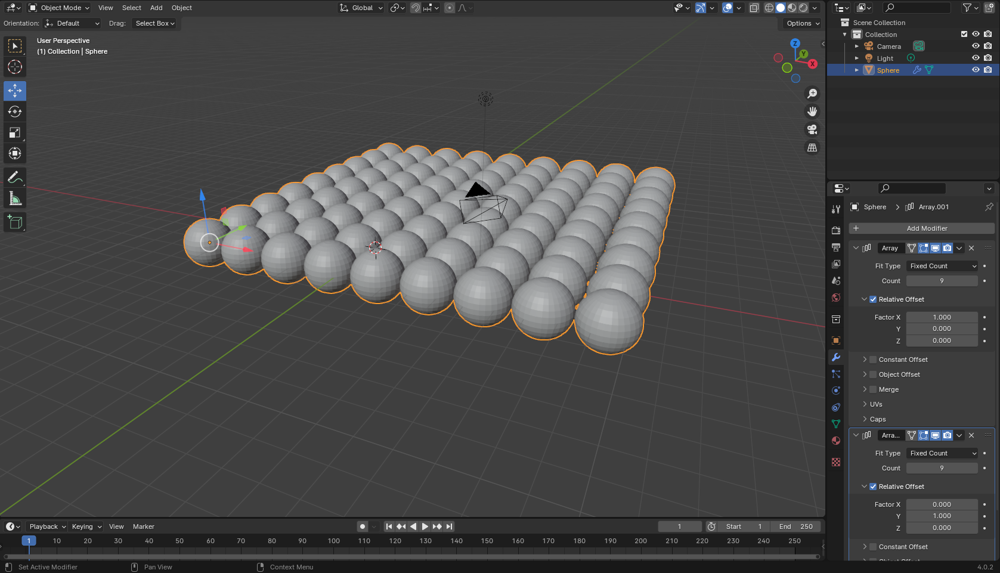 Object Mode View Select Add Object Global
Orientation: Default Drag: Select Box Options
User Perspective
(1) Collection | Sphere
Z
Y
X
Scene Collection
Collection
Camera
Light
Sphere
Sphere > Array.001
+ Add Modifier
Array
Fit Type Fixed Count
Count 9
Relative Offset
Factor X 1.000
Y 0.000
Z 0.000
Constant Offset
Object Offset
Merge
UVs
Caps
Arra...
Fit Type Fixed Count
Count 9
Relative Offset
Factor X 0.000
Y 1.000
Z 0.000
Constant Offset
Playback Keying View Marker 1 Start 1 End 250
1 10 20 30 40 50 60 70 80 90 100 110 120 130 140 150 160 170 180 190 200 210 220 230 240 250
Set Active Modifier Pan View Context Menu 4.0.2